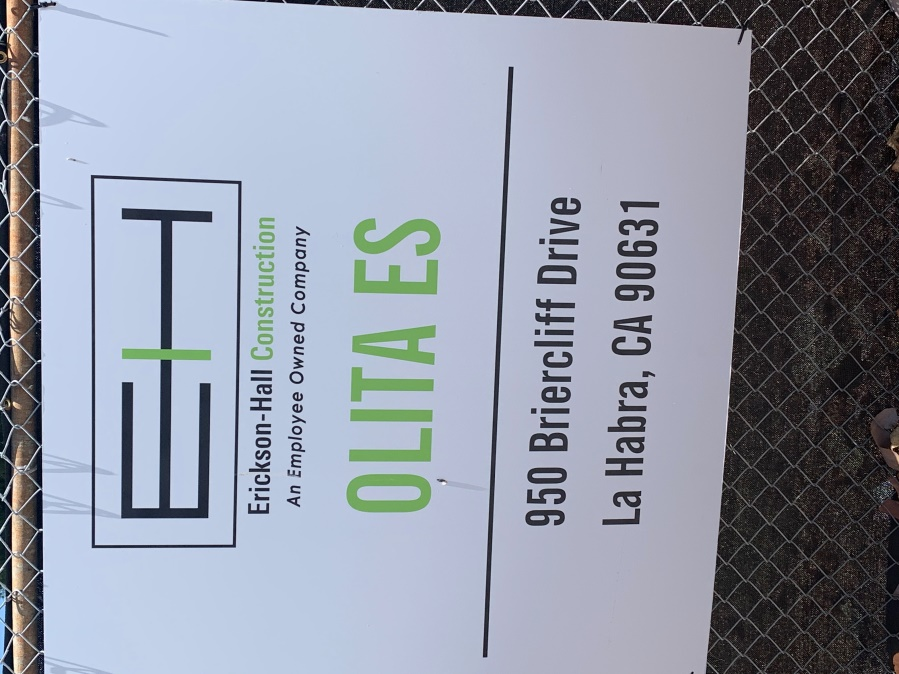 EH
Erickson-Hall Construction
An Employee Owned Company
OLITA ES
950 Briercliff Drive
La Habra, CA 90631